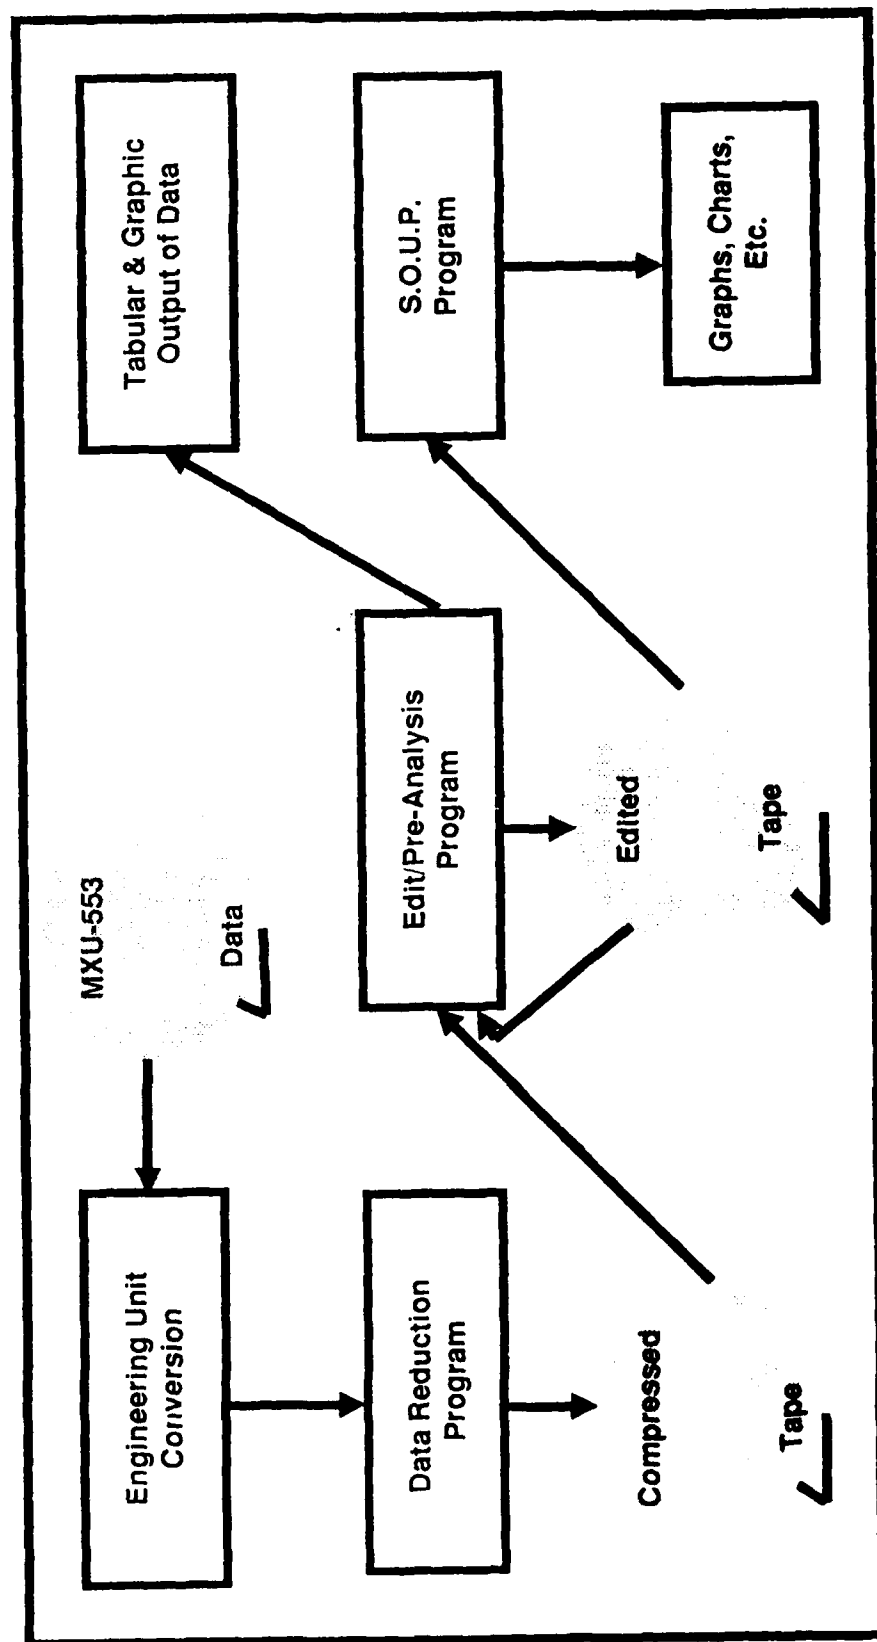 MXU-553
Data
Engineering Unit
Conversion
Tabular & Graphic
Output of Data
Data Reduction
Program
Edit/Pre-Analysis
Program
S.O.U.P.
Program
Compressed
Tape
Edited
Tape
Graphs, Charts,
Etc.